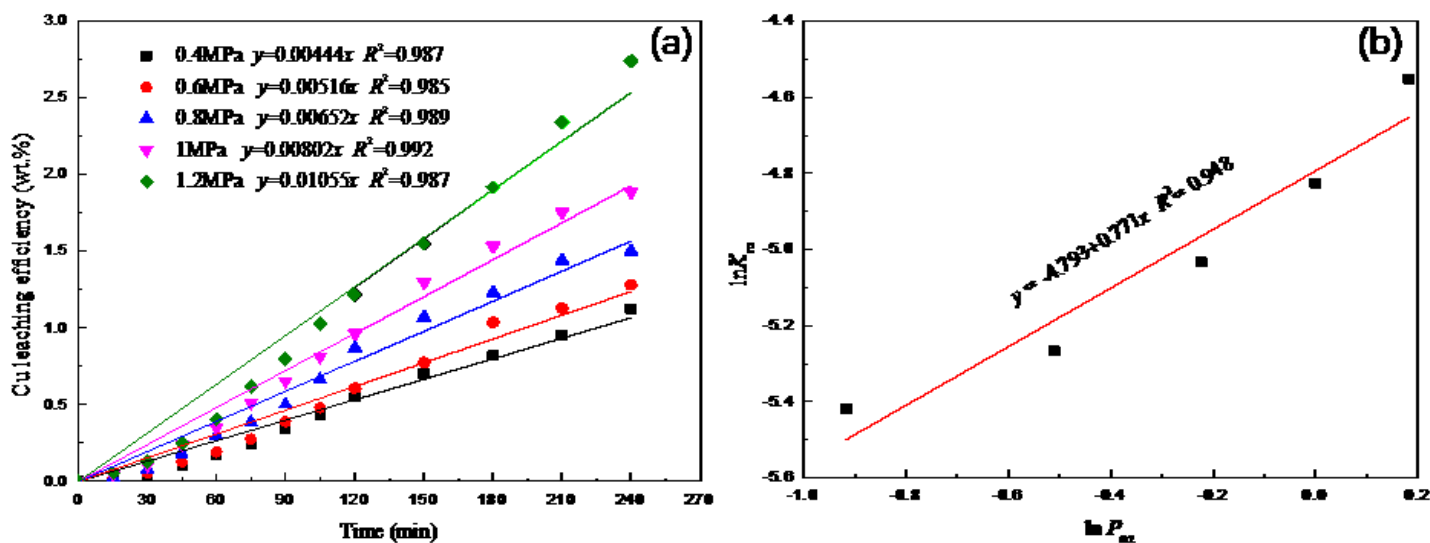 3.0
2.5
2.0
1.5
1.0
0.5
0.0
Cu leaching efficiency (wt.%)
(a)
0.4MPa y=0.00444x R²=0.987
0.6MPa y=0.00516x R²=0.985
0.8MPa y=0.00652x R²=0.989
1MPa y=0.00802x R²=0.992
1.2MPa y=0.01055x R²=0.987
0 30 60 90 120 150 180 210 240 270
Time (min)
-4.4
-4.6
-4.8
-5.0
-5.2
-5.4
-5.6
(b)
y = -4.793+0.771x R²= 0.948
-1.0 -0.8 -0.6 -0.4 -0.2 0.0 0.2
ln P